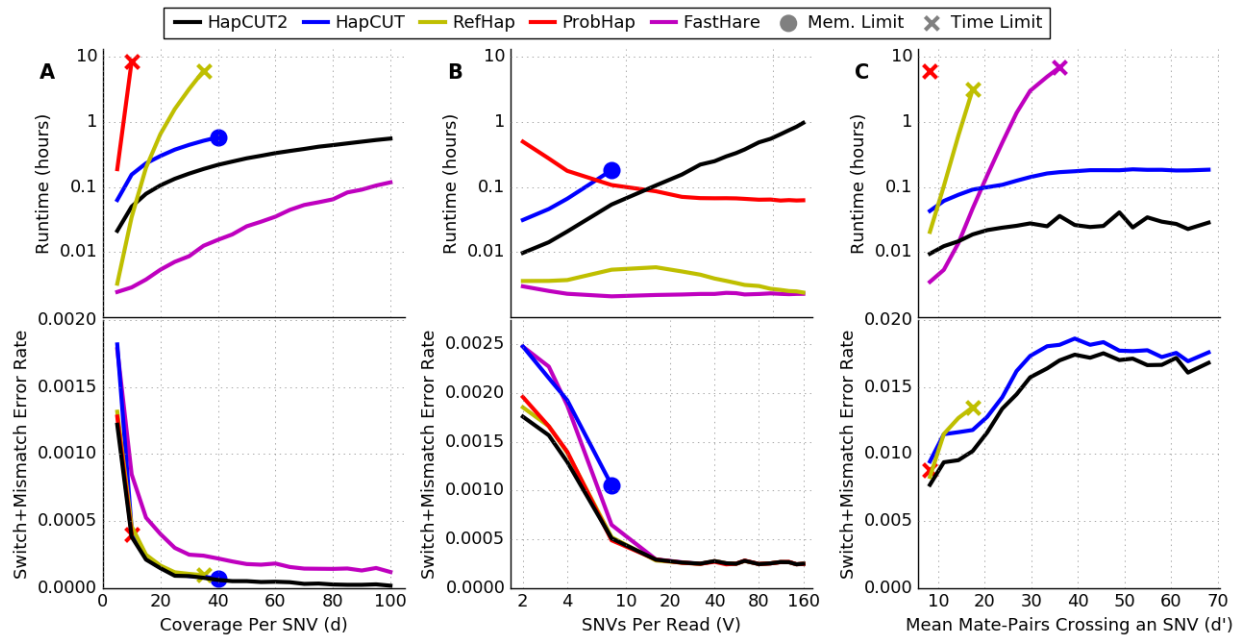 HapCUT2 HapCUT RefHap ProbHap FastHare Mem. Limit Time Limit
A
Runtime (hours)
10
1
0.1
0.01
B
Runtime (hours)
10
1
0.1
0.01
C
Runtime (hours)
10
1
0.1
0.01
Switch+Mismatch Error Rate
0.0020
0.0015
0.0010
0.0005
0.0000
0 20 40 60 80 100
Coverage Per SNV (d)
Switch+Mismatch Error Rate
0.0025
0.0020
0.0015
0.0010
0.0005
0.0000
2 4 10 20 40 80 160
SNVs Per Read (V)
Switch+Mismatch Error Rate
0.020
0.015
0.010
0.005
0.000
10 20 30 40 50 60 70
Mean Mate-Pairs Crossing an SNV (d')